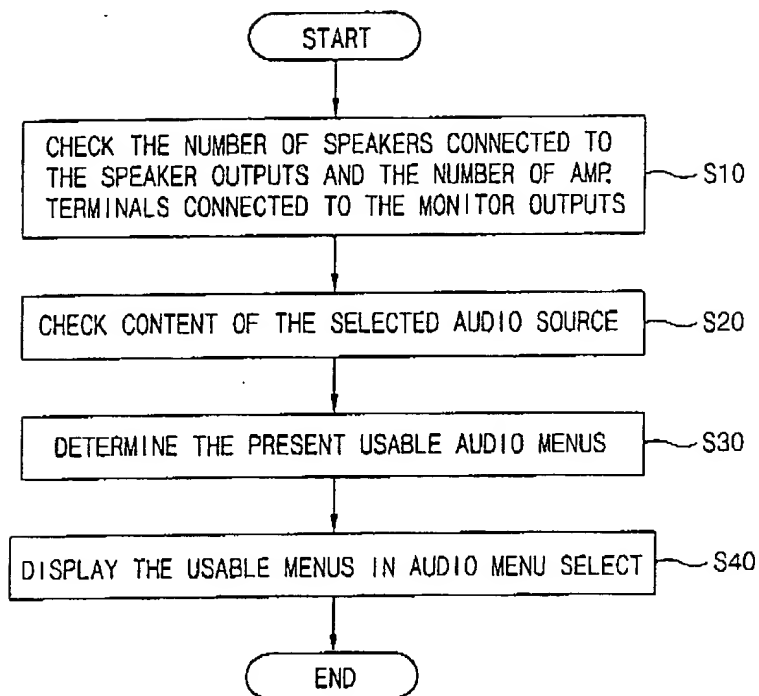 START
CHECK THE NUMBER OF SPEAKERS CONNECTED TO
THE SPEAKER OUTPUTS AND THE NUMBER OF AMP.
TERMINALS CONNECTED TO THE MONITOR OUTPUTS
S10
CHECK CONTENT OF THE SELECTED AUDIO SOURCE
S20
DETERMINE THE PRESENT USABLE AUDIO MENUS
S30
DISPLAY THE USABLE MENUS IN AUDIO MENU SELECT
S40
END